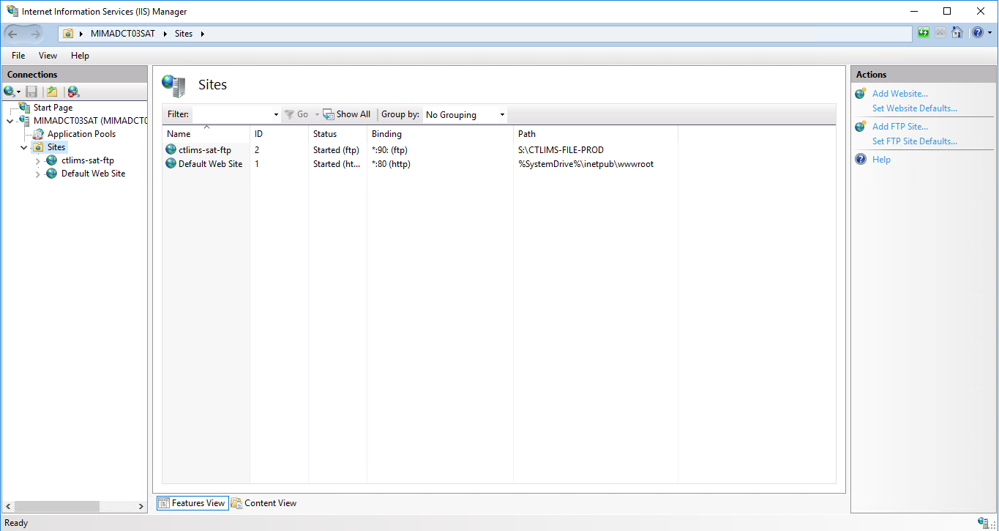 Internet Information Services (IIS) Manager
MIMADCT03SAT Sites
File View Help
Connections
Start Page
MIMADCT03SAT (MIMADCT0
Application Pools
Sites
ctlims-sat-ftp
Default Web Site
Sites
Filter: Go Show All Group by: No Grouping
Name ID Status Binding Path
ctlims-sat-ftp 2 Started (ftp) *:90: (ftp) S:\CTLIMS-FILE-PROD
Default Web Site 1 Started (ht... *:80 (http) %SystemDrive%\inetpub\wwwroot
Features View Content View
Actions
Add Website...
Set Website Defaults...
Add FTP Site...
Set FTP Site Defaults...
Help
Ready